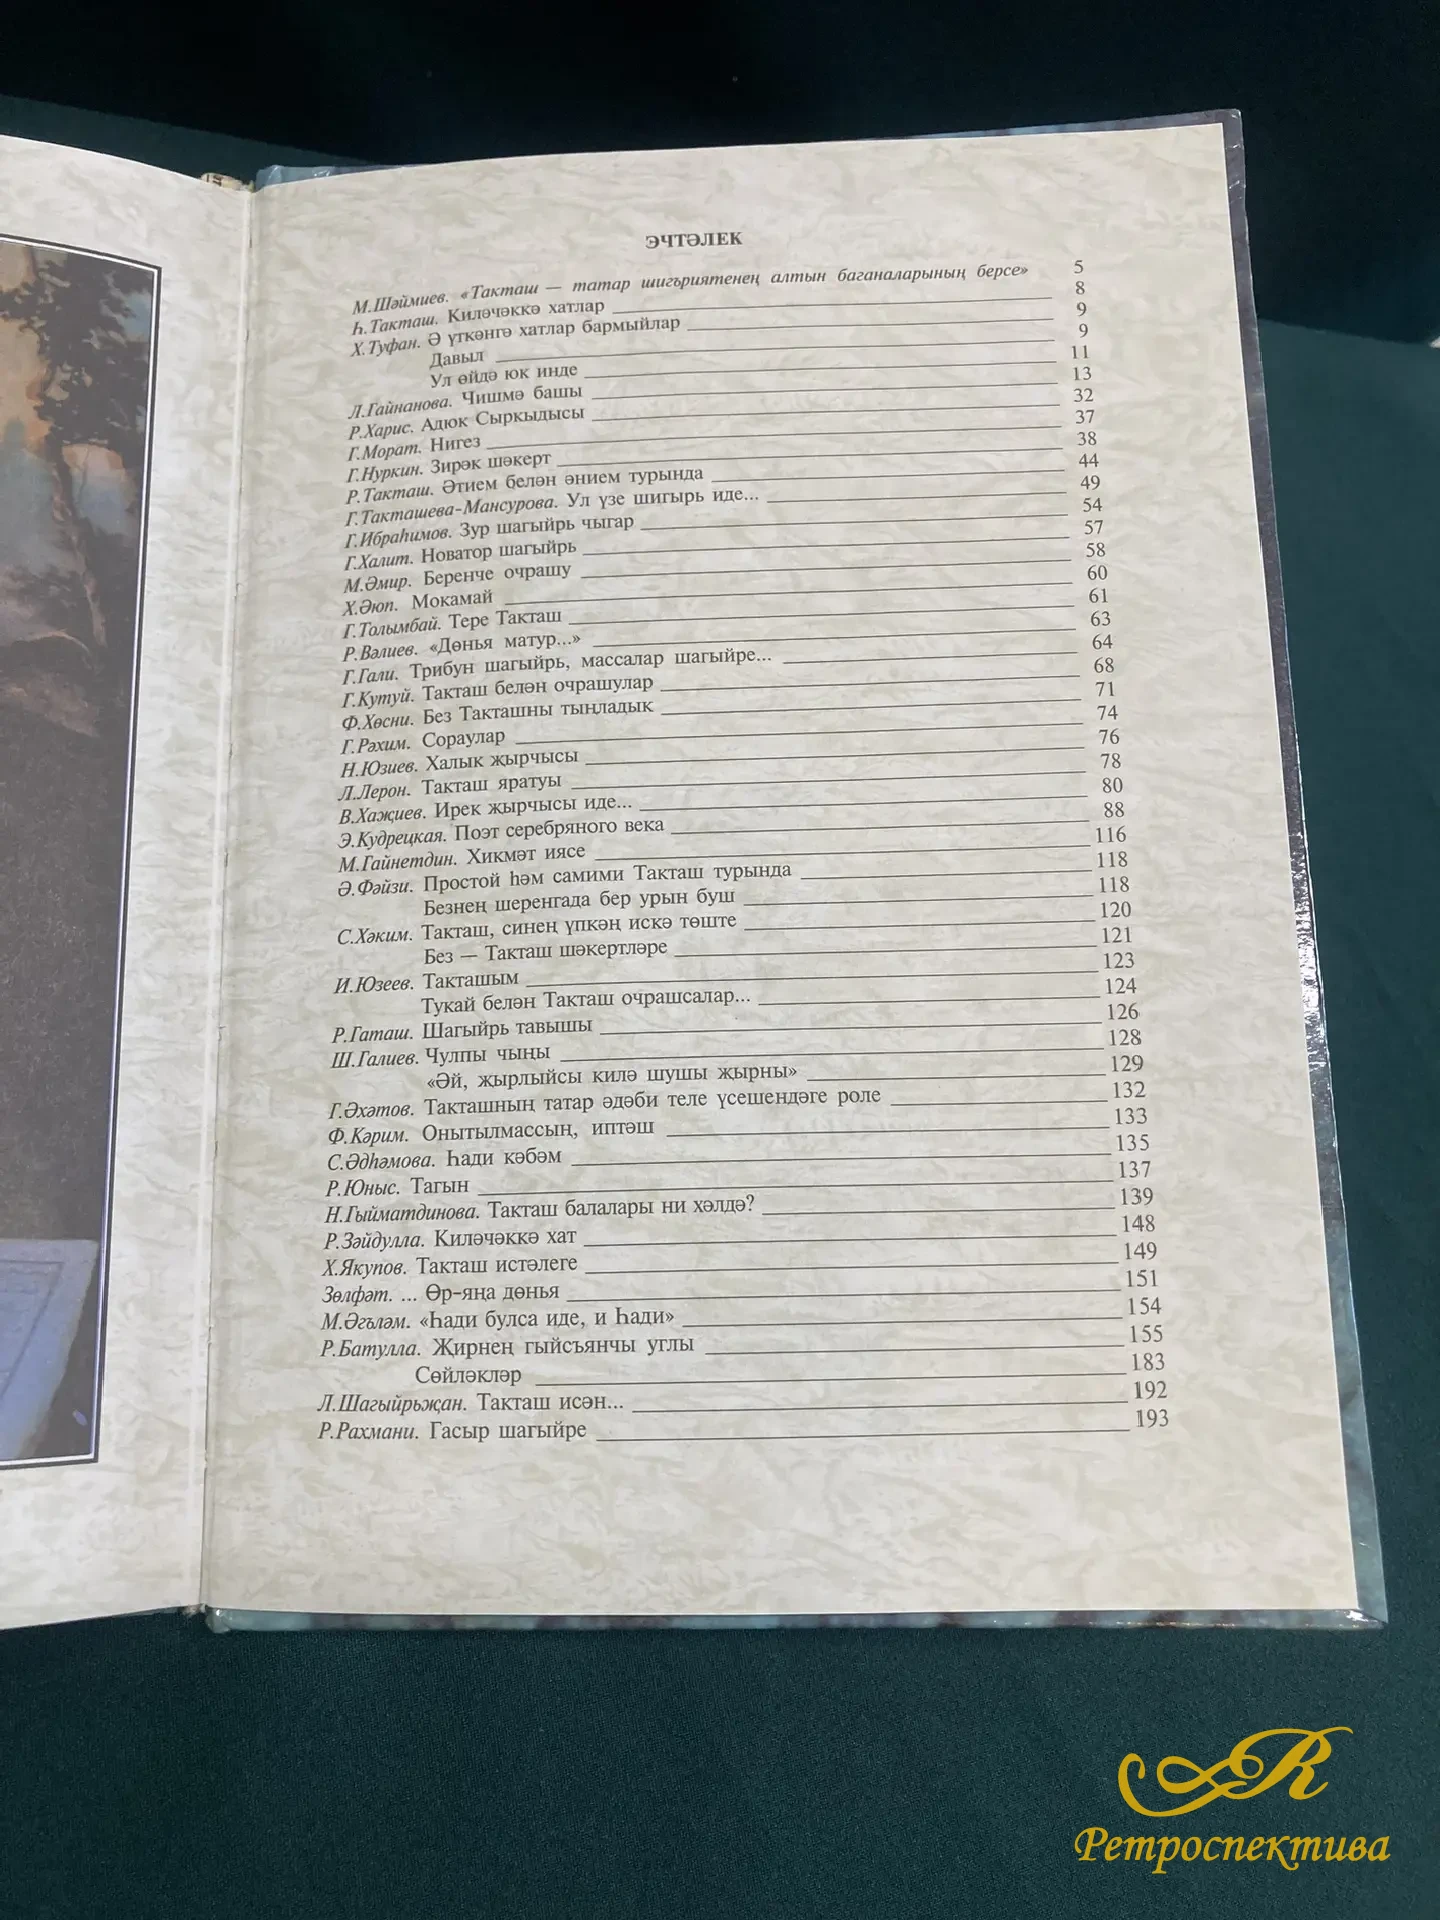 ЭЧТӘЛЕК
М.Шәймиев. «Такташ — татар шигъриятенең алтын баганаларының берсе» 5
Һ.Такташ. Киләчәккә хатлар 8
Х.Туфан. Ә үткәнгә хатлар бармыйлар 9
Давыл 9
Ул өйдә юк инде 11
Л.Гайнанова. Чишмә башы 13
Р.Харис. Адюк Сыркыдысы 32
Г.Морат. Нигез 37
Г.Нуркин. Зирәк шәкерт 38
Р.Такташ. Әтием белән әнием турында 44
Г.Такташева-Мансурова. Ул үзе шигырь иде... 49
Г.Ибраһимов. Зур шагыйрь чыгар 54
Г.Халит. Новатор шагыйрь 57
М.Әмир. Беренче очрашу 58
Х.Әюп. Мокамай 60
Г.Толымбай. Тере Такташ 61
Р.Вәлиев. «Дөнья матур...» 63
Г.Гали. Трибун шагыйрь, массалар шагыйре... 64
Г.Кутуй. Такташ белән очрашулар 68
Ф.Хөсни. Без Такташны тыңладык 71
Г.Рәхим. Сораулар 74
Н.Юзиев. Халык җырчысы 76
Л.Лерон. Такташ яратуы 78
В.Хаҗиев. Ирек җырчысы иде... 80
Э.Кудрецкая. Поэт серебряного века 88
М.Гайнетдин. Хикмәт иясе 116
Ә.Фәйзи. Простой һәм самими Такташ турында 118
Безнең шеренгада бер урын буш 118
С.Хәким. Такташ, синең үпкәң искә төште 120
Без — Такташ шәкертләре 121
И.Юзеев. Такташым 123
Тукай белән Такташ очрашсалар... 124
Р.Гаташ. Шагыйрь тавышы 126
Ш.Галиев. Чулпы чыңы 128
«Әй, җырлыйсы килә шушы җырны» 129
Г.Әхәтов. Такташның татар әдәби теле үсешендәге роле 132
Ф.Кәрим. Онытылмассың, иптәш 133
С.Әдһәмова. Һади кәбәм 135
Р.Юныс. Тагын 137
Н.Гыйматдинова. Такташ балалары ни хәлдә? 139
Р.Зәйдулла. Киләчәккә хат 148
Х.Якупов. Такташ истәлеге 149
Зөлфәт. ... Өр-яңа дөнья 151
М.Әгъләм. «Һади булса иде, и Һади» 154
Р.Батулла. Җирнең гыйсъянчы углы 155
Сөйләкләр 183
Л.Шагыйрьҗан. Такташ исән... 192
Р.Рахмани. Гасыр шагыйре 193
R
Ретроспектива